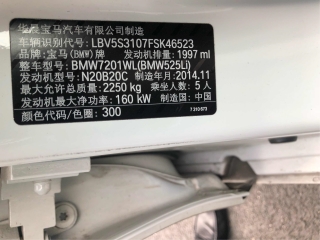 华晨宝马汽车有限公司制造
车辆识别代号: LBV5S3107FSK46523
品牌: 宝马(BMW) 发动机排量: 1997 ml
整车型号: BMW7201WL(BMW525Li)
发动机型号: N20B20C 制造年月: 2014.11
最大允许总质量: 2250 kg 乘坐人数: 5 人
发动机最大净功率: 160 kW 制造国: 中国
颜色代码/色圈: 300
7 310 673